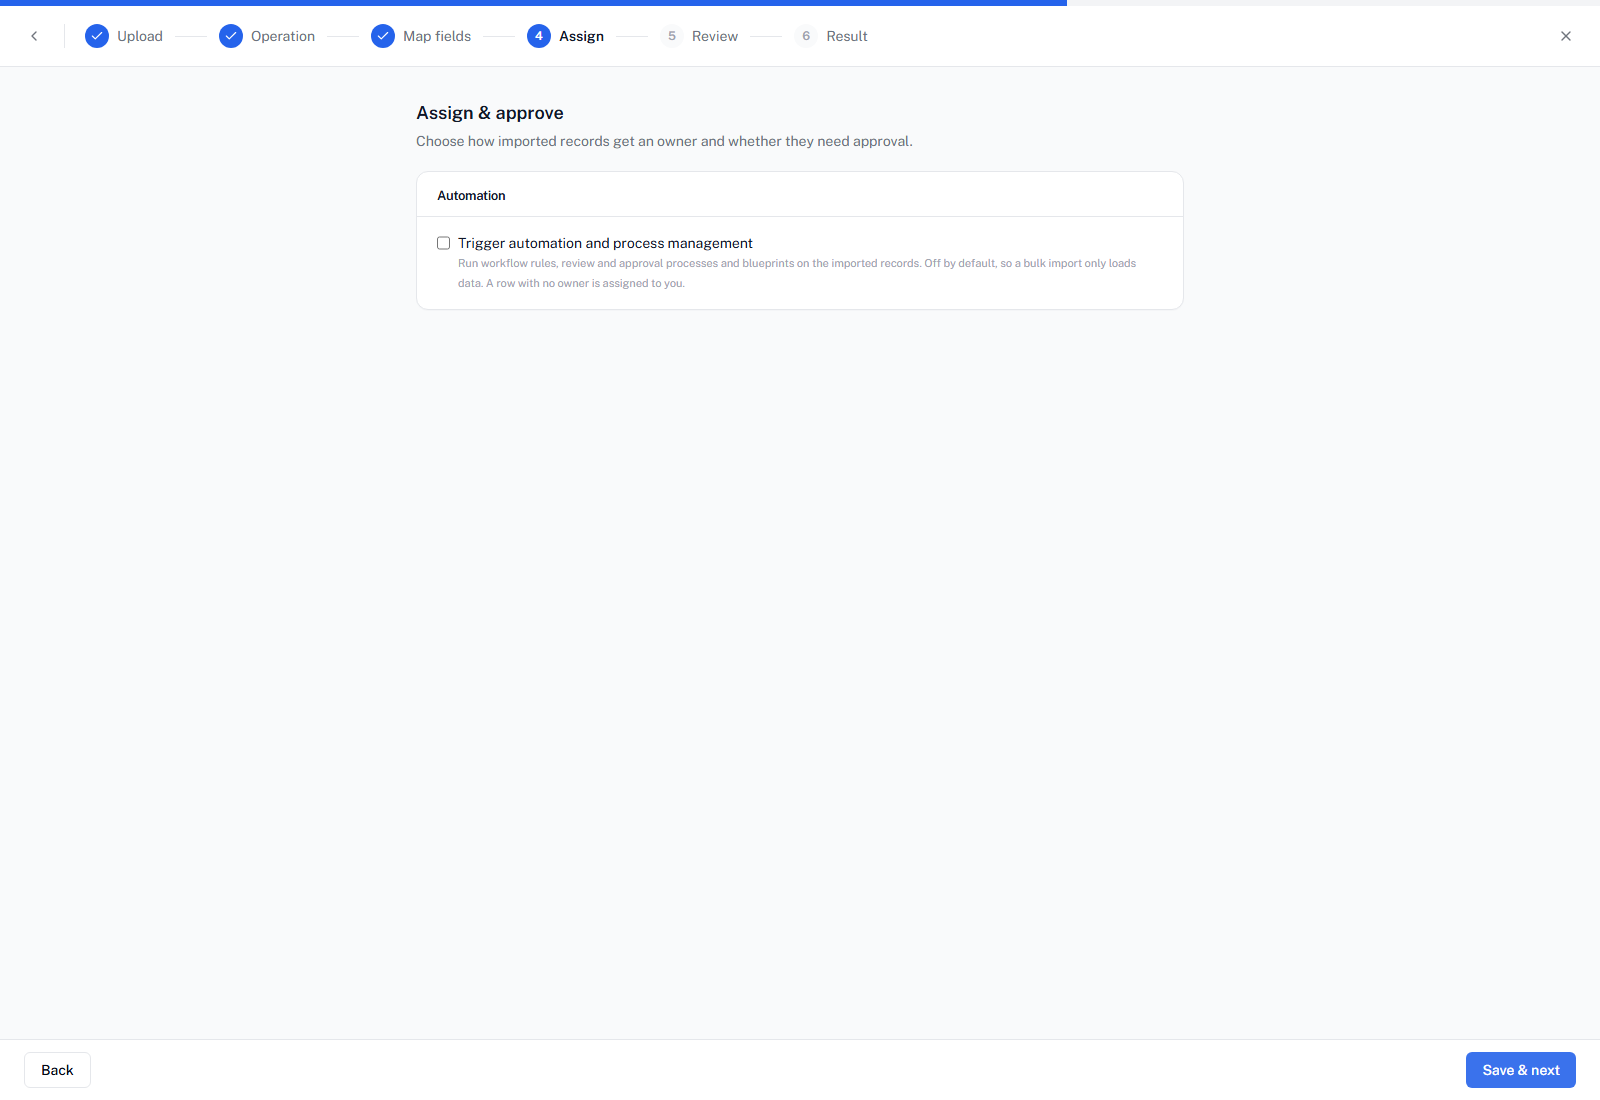 Upload
Operation
Map fields
4 Assign
5 Review
6 Result
Assign & approve
Choose how imported records get an owner and whether they need approval.
Automation
Trigger automation and process management
Run workflow rules, review and approval processes and blueprints on the imported records. Off by default, so a bulk import only loads
data. A row with no owner is assigned to you.
Back
Save & next